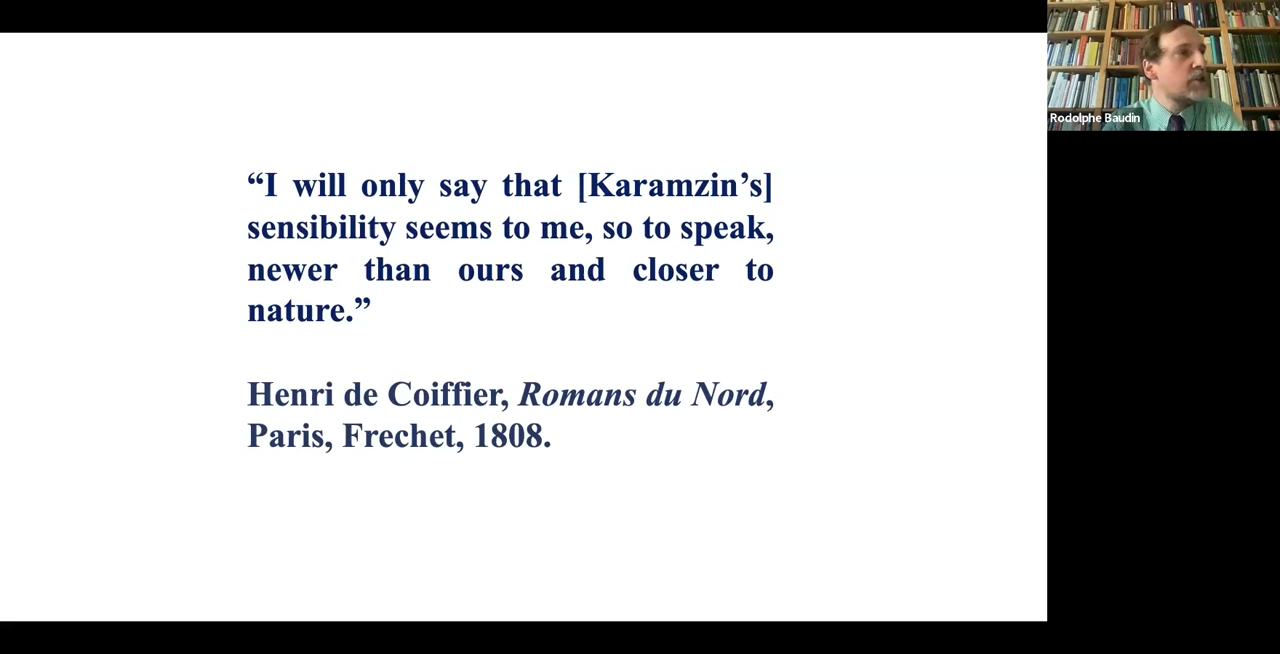 “I will only say that [Karamzin’s]
sensibility seems to me, so to speak,
newer than ours and closer to
nature.”
Henri de Coiffier, Romans du Nord,
Paris, Frechet, 1808.
Rodolphe Baudin